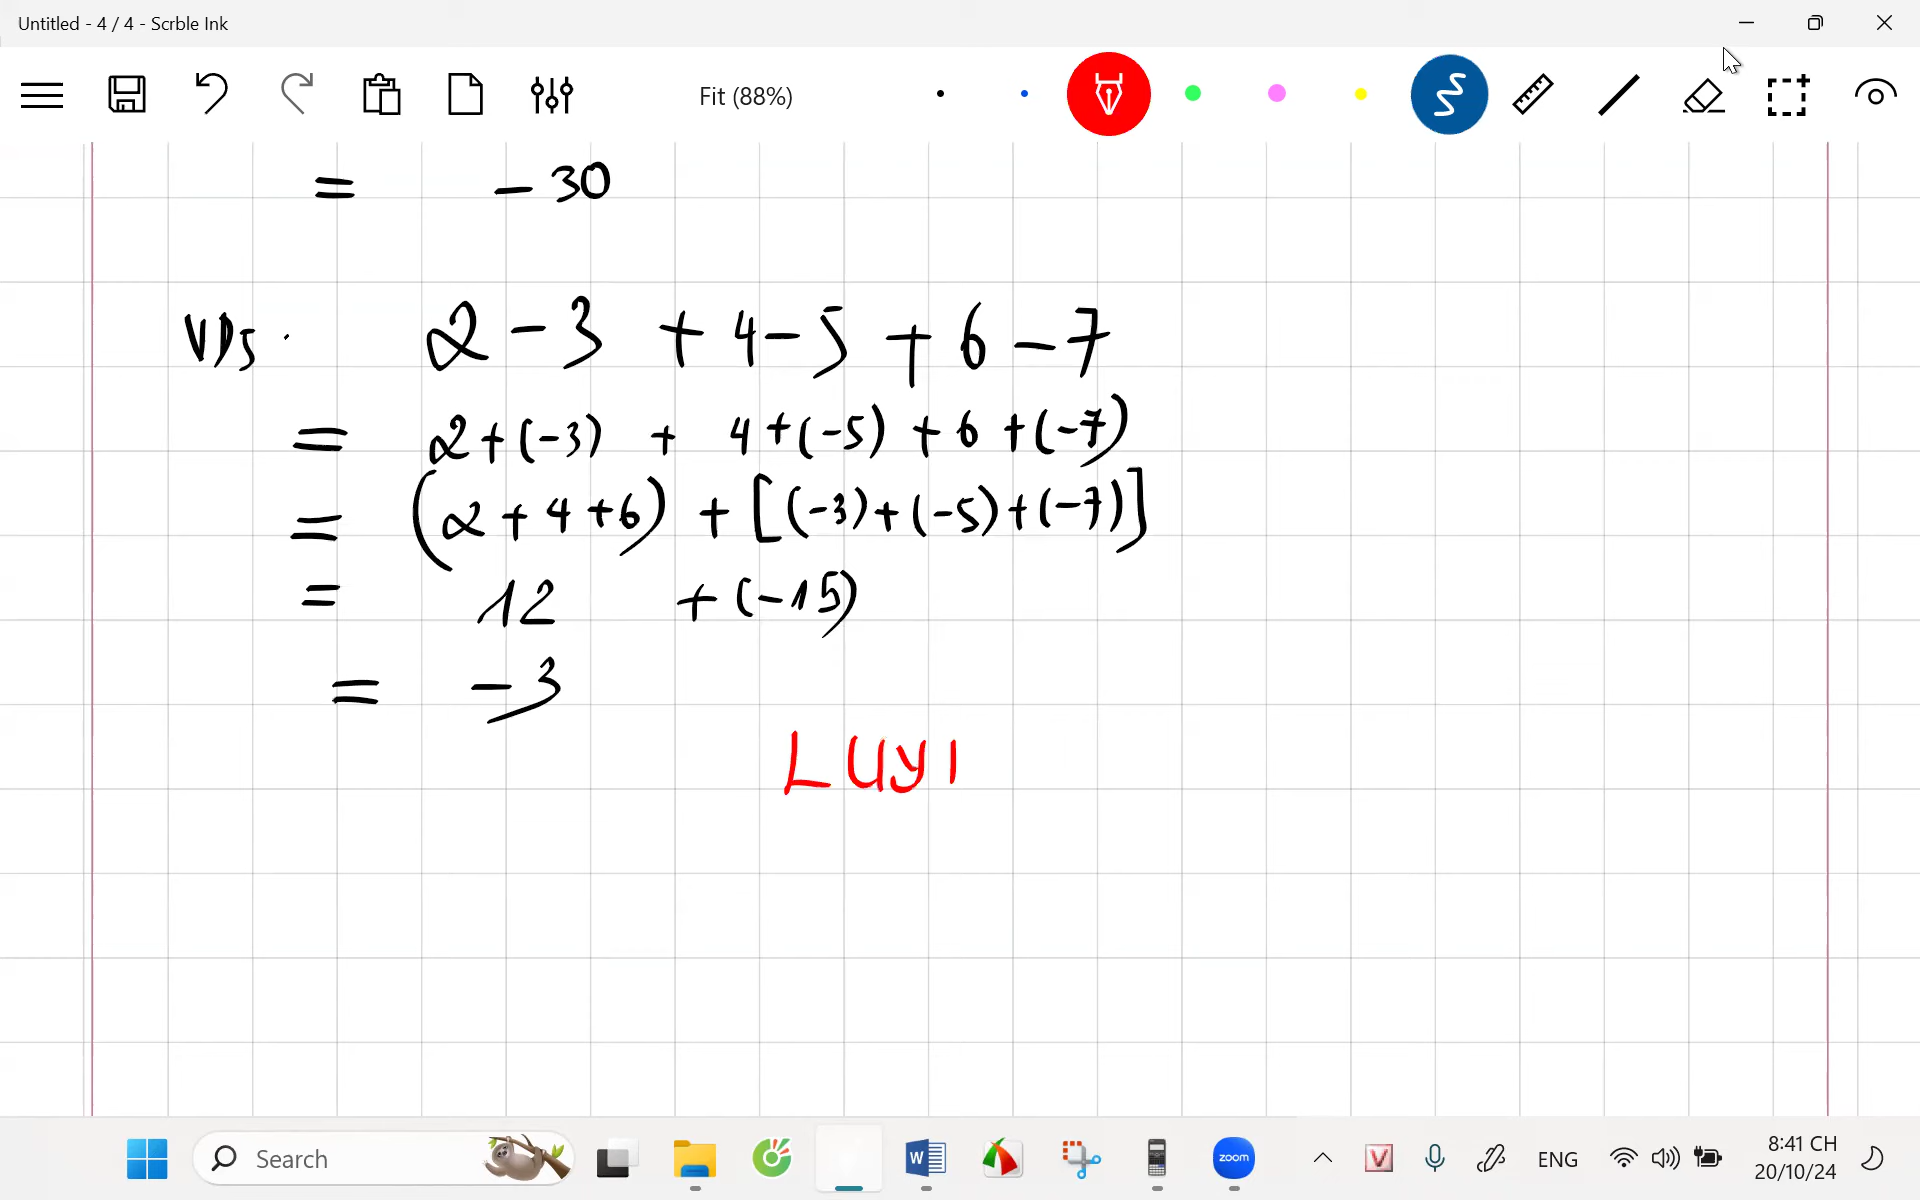 Untitled - 4 / 4 - Scrble Ink
Fit (88%)
= - 30
VD5. 2 - 3 + 4 - 5 + 6 - 7
= 2 + (-3) + 4 + (-5) + 6 + (-7)
= (2 + 4 + 6) + [(-3) + (-5) + (-7)]
= 12 + (-15)
= - 3
LUY
Search
zoom
ENG
8:41 CH
20/10/24